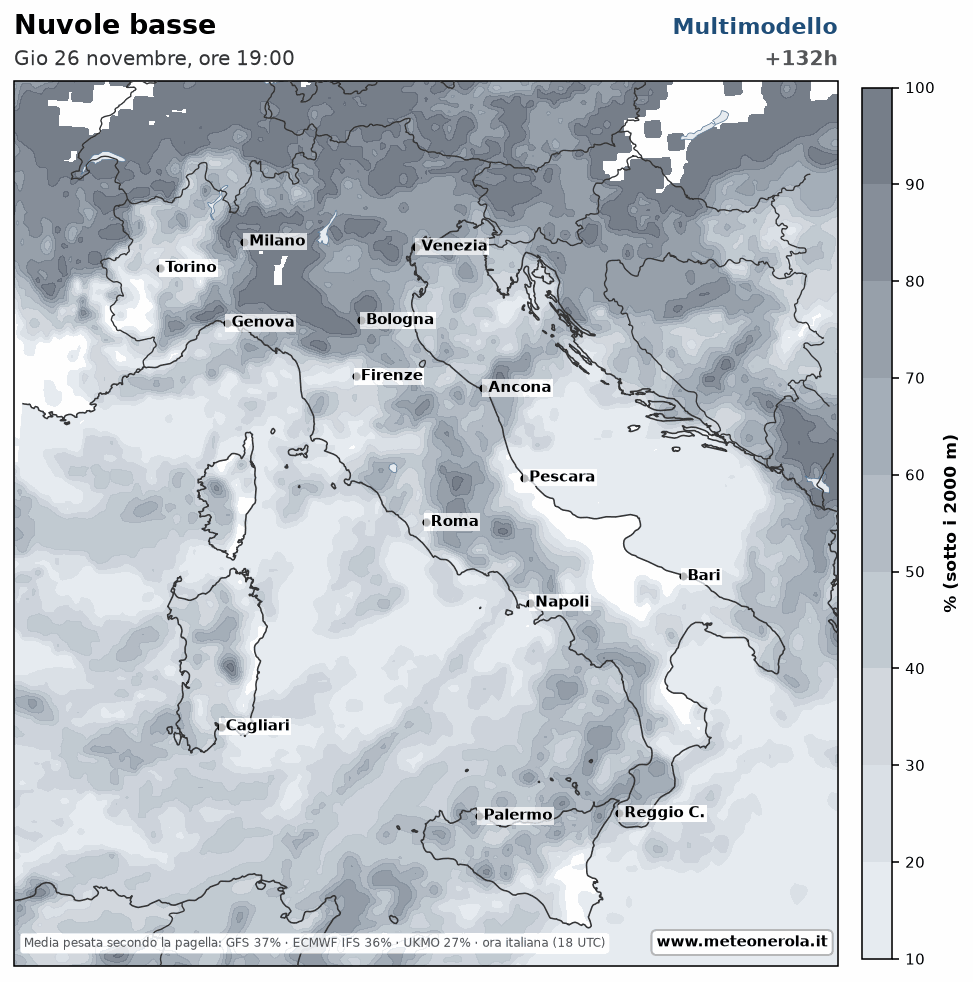 Nuvole basse
Multimodello
Gio 26 novembre, ore 19:00
+132h
100
90
80
70
60
50
40
30
20
10
% (sotto i 2000 m)
Milano
Venezia
Torino
Genova
Bologna
Firenze
Ancona
Pescara
Roma
Bari
Napoli
Cagliari
Palermo
Reggio C.
Media pesata secondo la pagella: GFS 37% · ECMWF IFS 36% · UKMO 27% · ora italiana (18 UTC)
www.meteonerola.it